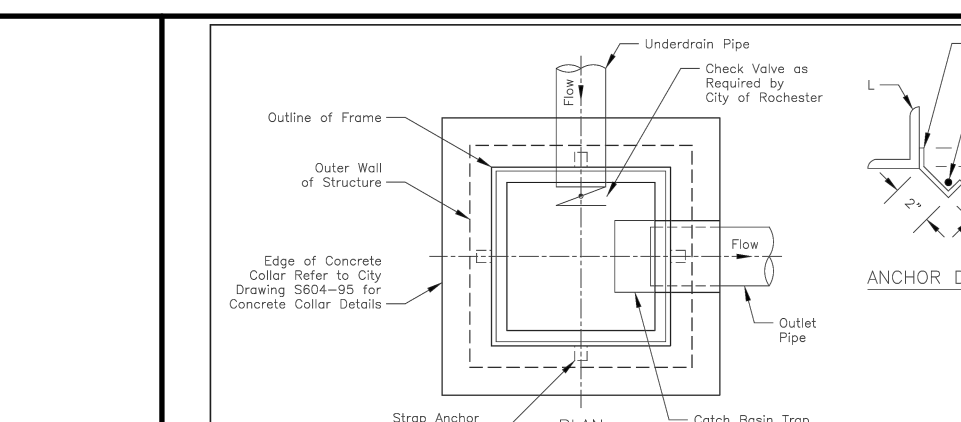 Underdrain Pipe
Check Valve as
Required by
City of Rochester
Flow
Outline of Frame
Outer Wall
of Structure
Edge of Concrete
Collar Refer to City
Drawing S604-95 for
Concrete Collar Details
Flow
Outlet
Pipe
Strap Anchor
PLAN
Catch Basin Trap
L
2"
ANCHOR D